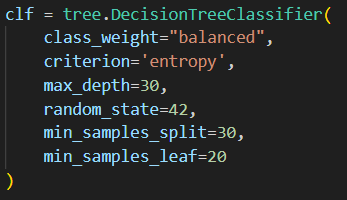 clf = tree.DecisionTreeClassifier(
    class_weight="balanced",
    criterion='entropy',
    max_depth=30,
    random_state=42,
    min_samples_split=30,
    min_samples_leaf=20
)